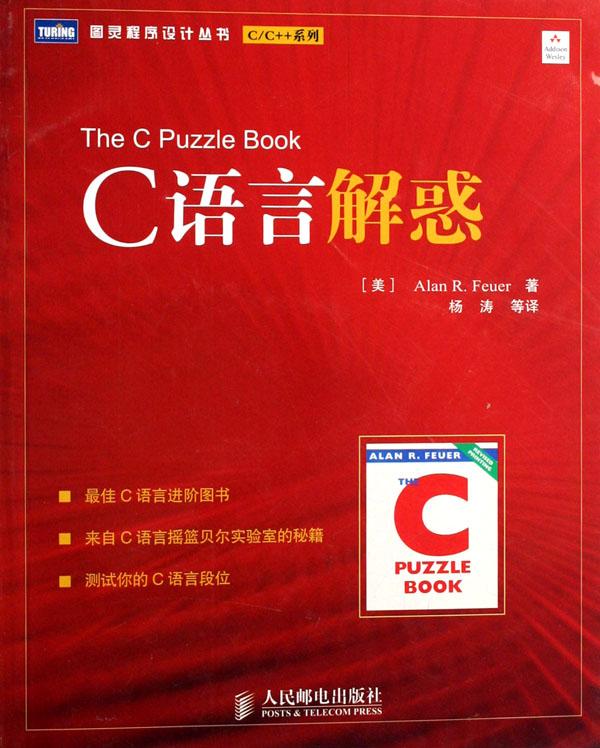 TURING 图灵程序设计丛书 C/C++系列
Addison
Wesley
The C Puzzle Book
C语言解惑
[美] Alan R. Feuer 著
杨 涛 等译
ALAN R. FEUER
REVISED
PRINTING
THE
C
PUZZLE
BOOK
最佳 C 语言进阶图书
来自 C 语言摇篮贝尔实验室的秘籍
测试你的 C 语言段位
人民邮电出版社
POSTS & TELECOM PRESS